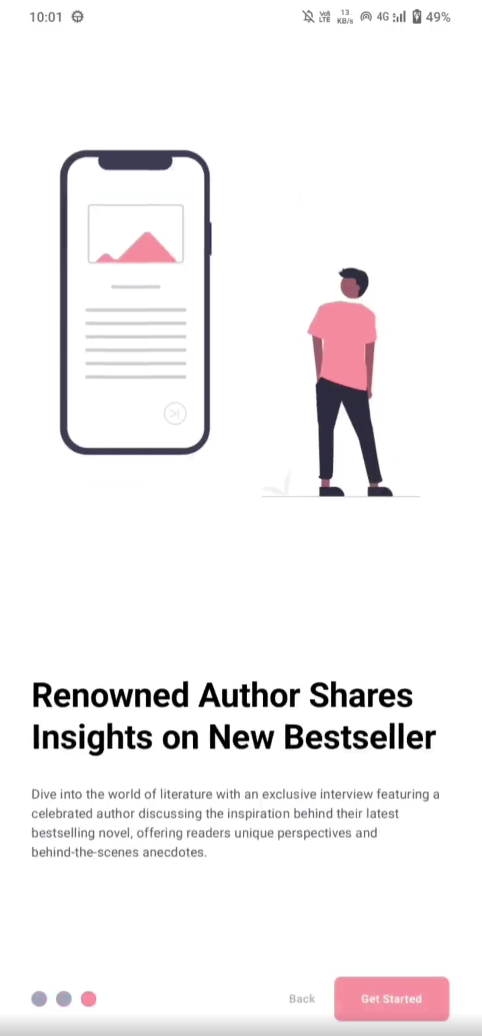 10:01
Vo)) LTE 13 KB/s 4G 49%
Renowned Author Shares
Insights on New Bestseller
Dive into the world of literature with an exclusive interview featuring a
celebrated author discussing the inspiration behind their latest
bestselling novel, offering readers unique perspectives and
behind-the-scenes anecdotes.
Back
Get Started